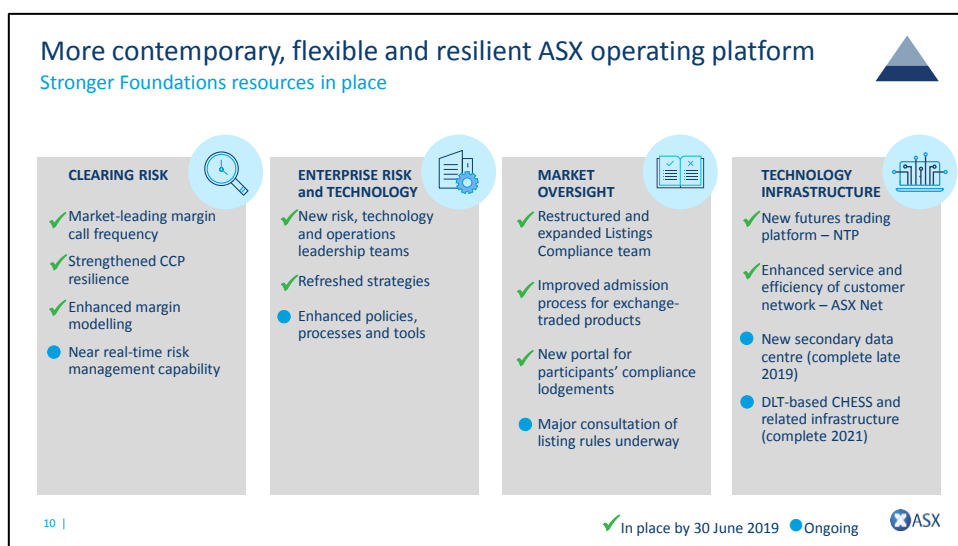 More contemporary, flexible and resilient ASX operating platform
Stronger Foundations resources in place
CLEARING RISK
Market-leading margin
call frequency
Strengthened CCP
resilience
Enhanced margin
modelling
Near real-time risk
management capability
ENTERPRISE RISK
and TECHNOLOGY
New risk, technology
and operations
leadership teams
Refreshed strategies
Enhanced policies,
processes and tools
MARKET
OVERSIGHT
Restructured and
expanded Listings
Compliance team
Improved admission
process for exchange-
traded products
New portal for
participants’ compliance
lodgements
Major consultation of
listing rules underway
TECHNOLOGY
INFRASTRUCTURE
New futures trading
platform – NTP
Enhanced service and
efficiency of customer
network – ASX Net
New secondary data
centre (complete late
2019)
DLT-based CHESS and
related infrastructure
(complete 2021)
10 |
In place by 30 June 2019
Ongoing
ASX